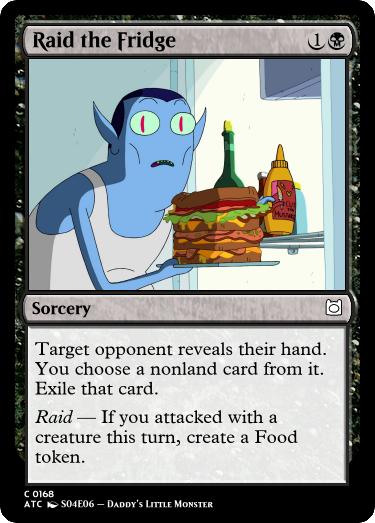 Raid the Fridge 1
Sorcery
Target opponent reveals their hand.
You choose a nonland card from it.
Exile that card.
Raid — If you attacked with a
creature this turn, create a Food
token.
C 0168
ATC S04E06 – Daddy's Little Monster